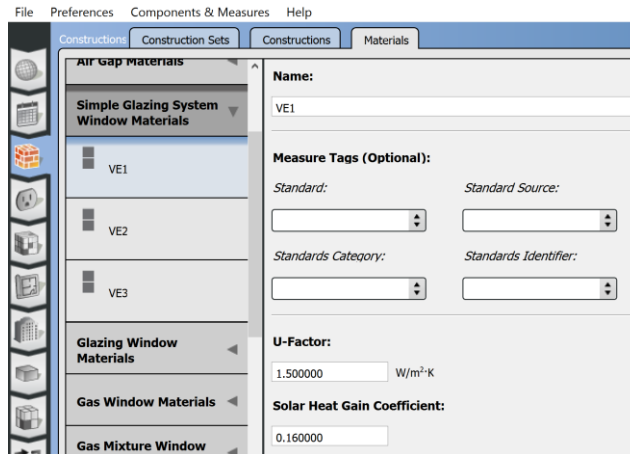 File Preferences Components & Measures Help
Constructions Construction Sets Constructions Materials
Air Gap Materials
Name:
Simple Glazing System
Window Materials
VE1
VE1
Measure Tags (Optional):
Standard: Standard Source:
VE2
Standards Category: Standards Identifier:
VE3
Glazing Window
Materials
U-Factor:
1.500000 W/m²·K
Gas Window Materials
Solar Heat Gain Coefficient:
0.160000
Gas Mixture Window